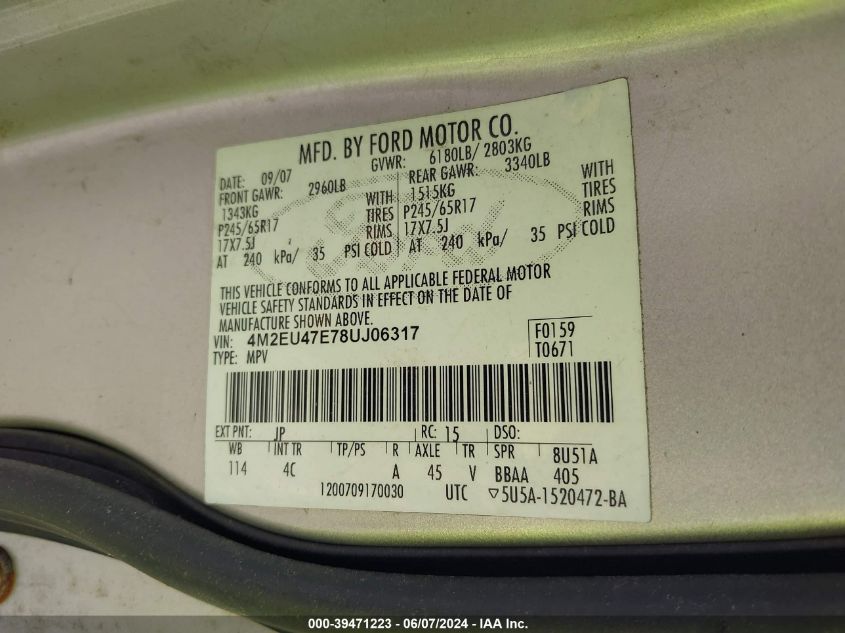 MFD. BY FORD MOTOR CO.
DATE: 09/07 GVWR: 6180LB/ 2803KG
FRONT GAWR: 2960LB REAR GAWR: 3340LB
1343KG WITH 1515KG WITH
P245/65R17 TIRES P245/65R17 TIRES
17X7.5J RIMS 17X7.5J RIMS
AT 240 kPa/ 35 PSI COLD AT 240 kPa/ 35 PSI COLD
THIS VEHICLE CONFORMS TO ALL APPLICABLE FEDERAL MOTOR
VEHICLE SAFETY STANDARDS IN EFFECT ON THE DATE OF
MANUFACTURE SHOWN ABOVE.
VIN: 4M2EU47E78UJ06317 F0159
TYPE: MPV T0671
EXT PNT: JP RC: 15 DSO:
WB INT TR TP/PS R AXLE TR SPR 8U51A
114 4C A 45 V BBAA 405
1200709170030 UTC ▽5U5A-1520472-BA
000-39471223 - 06/07/2024 - IAA Inc.